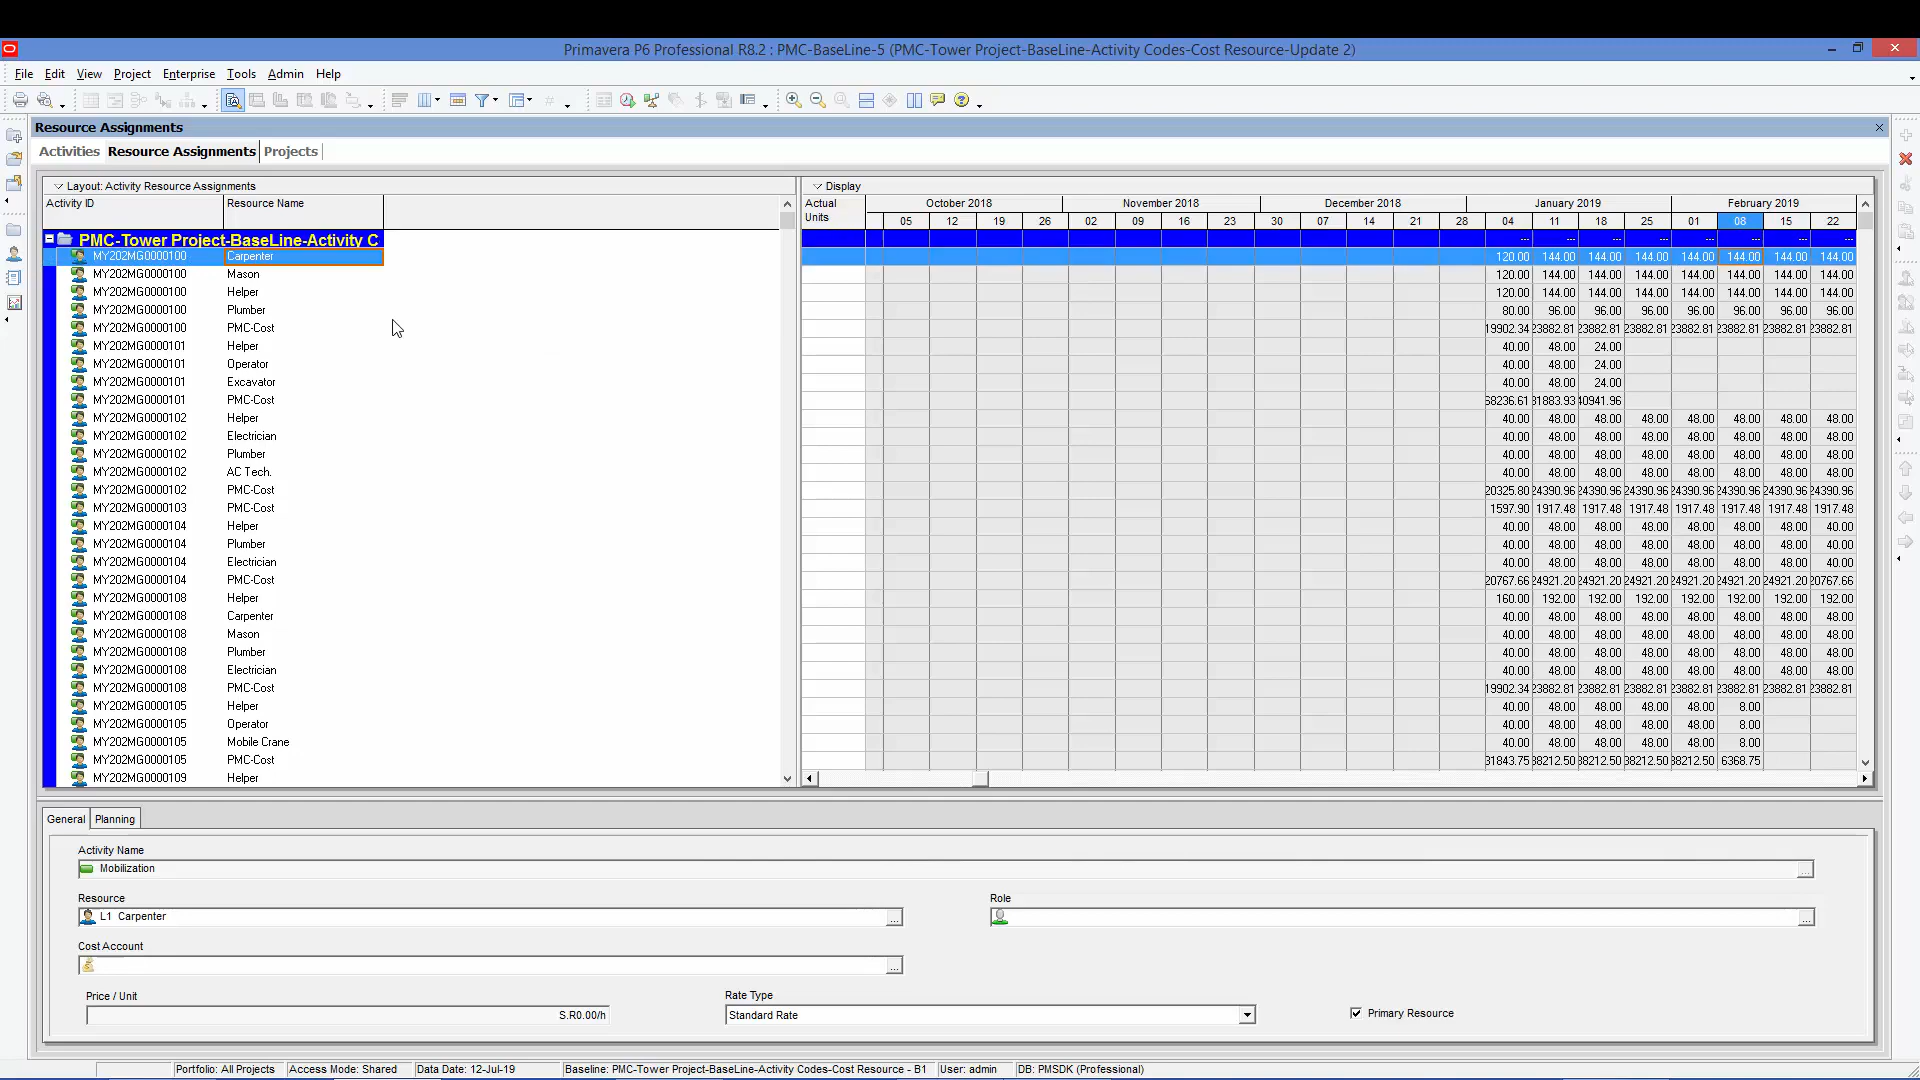 Primavera P6 Professional R8.2 : PMC-BaseLine-5 (PMC-Tower Project-BaseLine-Activity Codes-Cost Resource-Update 2)
File Edit View Project Enterprise Tools Admin Help
Resource Assignments
Activities Resource Assignments Projects
Layout: Activity Resource Assignments Display
Activity ID Resource Name Actual Units October 2018 November 2018 December 2018 January 2019 February 2019
05 12 19 26 02 09 16 23 30 07 14 21 28 04 11 18 25 01 08 15 22
PMC-Tower Project-BaseLine-Activity C ... ... ... ... ... ... ... ...
MY202MG0000100 Carpenter 120.00 144.00 144.00 144.00 144.00 144.00 144.00 144.00
MY202MG0000100 Mason 120.00 144.00 144.00 144.00 144.00 144.00 144.00 144.00
MY202MG0000100 Helper 120.00 144.00 144.00 144.00 144.00 144.00 144.00 144.00
MY202MG0000100 Plumber 80.00 96.00 96.00 96.00 96.00 96.00 96.00 96.00
MY202MG0000100 PMC-Cost 19902.34 23882.81 23882.81 23882.81 23882.81 23882.81 23882.81 23882.81
MY202MG0000101 Helper 40.00 48.00 24.00
MY202MG0000101 Operator 40.00 48.00 24.00
MY202MG0000101 Excavator 40.00 48.00 24.00
MY202MG0000101 PMC-Cost 68236.61 81883.93 40941.96
MY202MG0000102 Helper 40.00 48.00 48.00 48.00 48.00 48.00 48.00 48.00
MY202MG0000102 Electrician 40.00 48.00 48.00 48.00 48.00 48.00 48.00 48.00
MY202MG0000102 Plumber 40.00 48.00 48.00 48.00 48.00 48.00 48.00 48.00
MY202MG0000102 AC Tech. 40.00 48.00 48.00 48.00 48.00 48.00 48.00 48.00
MY202MG0000102 PMC-Cost 20325.80 24390.96 24390.96 24390.96 24390.96 24390.96 24390.96 24390.96
MY202MG0000103 PMC-Cost 1597.90 1917.48 1917.48 1917.48 1917.48 1917.48 1917.48 1917.48
MY202MG0000104 Helper 40.00 48.00 48.00 48.00 48.00 48.00 48.00 40.00
MY202MG0000104 Plumber 40.00 48.00 48.00 48.00 48.00 48.00 48.00 40.00
MY202MG0000104 Electrician 40.00 48.00 48.00 48.00 48.00 48.00 48.00 40.00
MY202MG0000104 PMC-Cost 20767.66 24921.20 24921.20 24921.20 24921.20 24921.20 24921.20 20767.66
MY202MG0000108 Helper 160.00 192.00 192.00 192.00 192.00 192.00 192.00 192.00
MY202MG0000108 Carpenter 40.00 48.00 48.00 48.00 48.00 48.00 48.00 48.00
MY202MG0000108 Mason 40.00 48.00 48.00 48.00 48.00 48.00 48.00 48.00
MY202MG0000108 Plumber 40.00 48.00 48.00 48.00 48.00 48.00 48.00 48.00
MY202MG0000108 Electrician 40.00 48.00 48.00 48.00 48.00 48.00 48.00 48.00
MY202MG0000108 PMC-Cost 19902.34 23882.81 23882.81 23882.81 23882.81 23882.81 23882.81 23882.81
MY202MG0000105 Helper 40.00 48.00 48.00 48.00 48.00 8.00
MY202MG0000105 Operator 40.00 48.00 48.00 48.00 48.00 8.00
MY202MG0000105 Mobile Crane 40.00 48.00 48.00 48.00 48.00 8.00
MY202MG0000105 PMC-Cost 31843.75 38212.50 38212.50 38212.50 38212.50 6368.75
MY202MG0000109 Helper
General Planning
Activity Name
Mobilization ...
Resource Role
L1 Carpenter ... ...
Cost Account
...
Price / Unit Rate Type
S.R0.00/h Standard Rate Primary Resource
Portfolio: All Projects Access Mode: Shared Data Date: 12-Jul-19 Baseline: PMC-Tower Project-BaseLine-Activity Codes-Cost Resource - B1 User: admin DB: PMSDK (Professional)